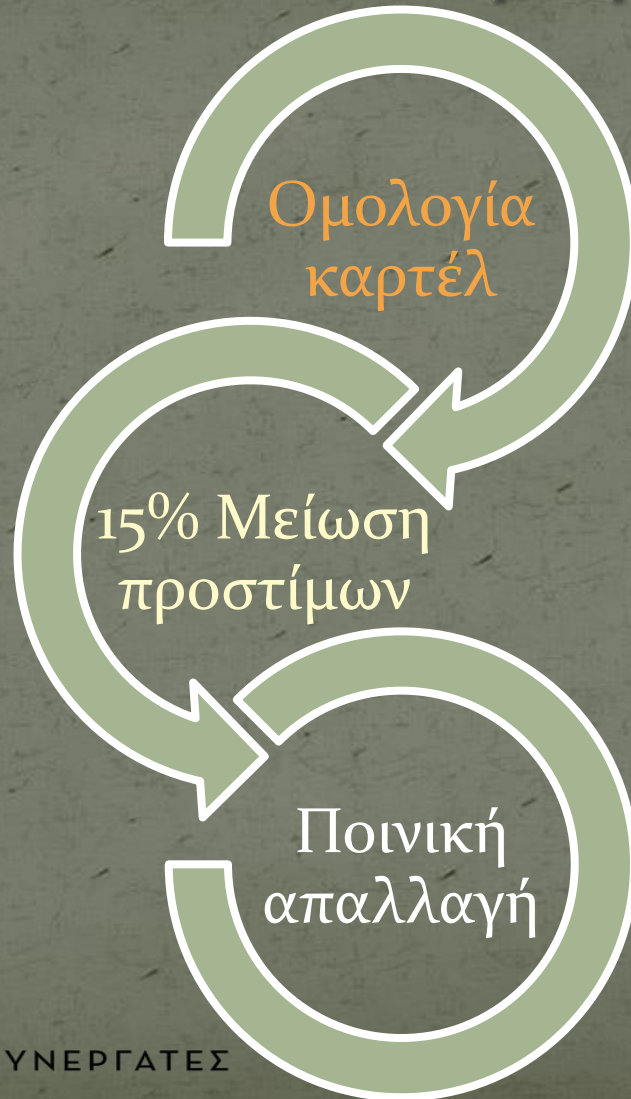 Ομολογία
καρτέλ
15% Μείωση
προστίμων
Ποινική
απαλλαγή
ΥΝΕΡΓΑΤΕΣ